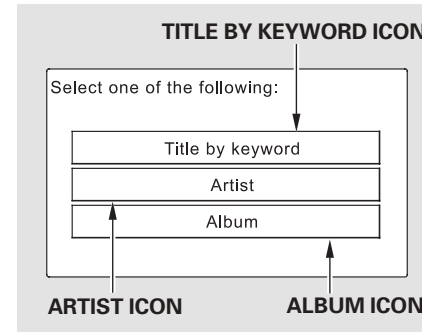 TITLE BY KEYWORD ICON
Select one of the following:
Title by keyword
Artist
Album
ARTIST ICON
ALBUM ICON